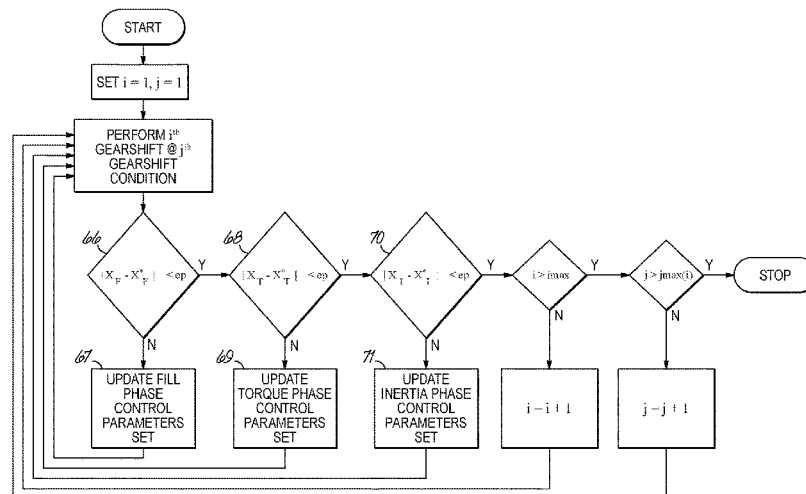 START
SET i = 1, j = 1
PERFORM ith
GEARSHIFT @ jth
GEARSHIFT
CONDITION
66
|X_F - X*_F| < ep
Y
N
68
|X_T - X*_T| < ep
Y
N
70
|X_I - X*_I| < ep
Y
N
i > imax
Y
N
j > jmax(i)
Y
N
STOP
67
UPDATE FILL
PHASE
CONTROL
PARAMETERS
SET
69
UPDATE
TORQUE PHASE
CONTROL
PARAMETERS
SET
71
UPDATE
INERTIA PHASE
CONTROL
PARAMETERS
SET
i = i + 1
j = j + 1